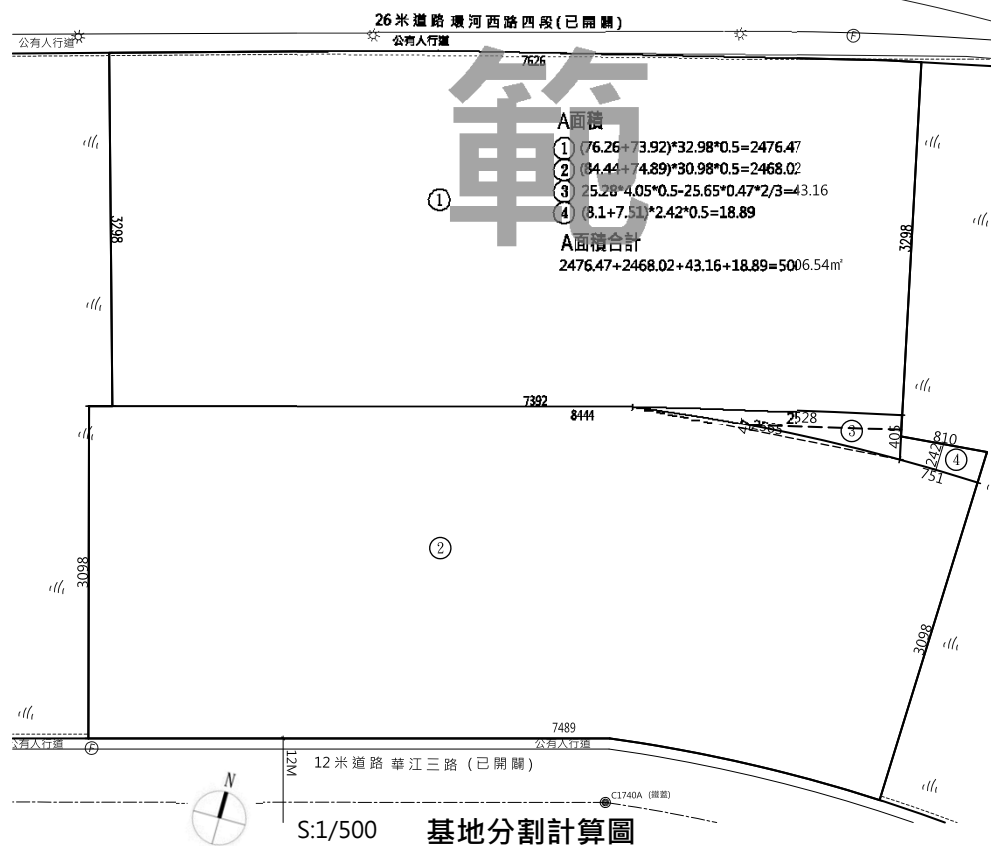 26米道路 環河西路四段(已開闢)
公有人行道
公有人行道
F
7626
範
A面積
① (76.26+73.92)*32.98*0.5=2476.47
② (84.44+74.89)*30.98*0.5=2468.02
③ 25.28*4.05*0.5-25.65*0.47*2/3=43.16
④ (8.1+7.51)*2.42*0.5=18.89
A面積合計
2476.47+2468.02+43.16+18.89=5006.54㎡
①
3298
3298
7392
8444
2528
47
2565
③
405
810
242
④
751
②
3098
3098
7489
公有人行道
F
公有人行道
12M
12米道路 華江三路 (已開闢)
N
C1740A (鐵蓋)
S:1/500
基地分割計算圖